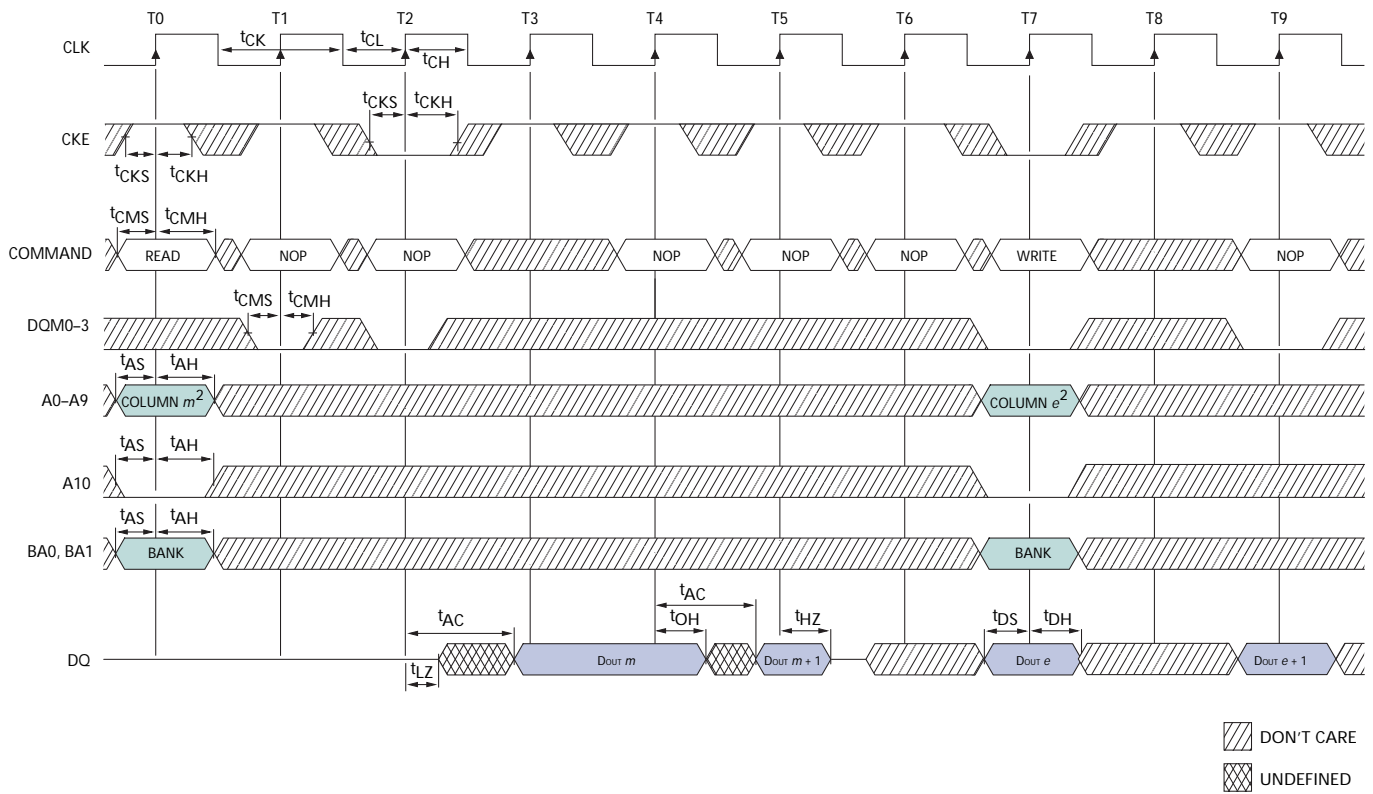 T0 T1 T2 T3 T4 T5 T6 T7 T8 T9
CLK
tCK tCL
tCH
tCKS tCKH
CKE
tCKS tCKH
tCMS tCMH
COMMAND READ NOP NOP NOP NOP NOP WRITE NOP
tCMS tCMH
DQM0–3
tAS tAH
A0–A9 COLUMN m² COLUMN e²
tAS tAH
A10
tAS tAH
BA0, BA1 BANK BANK
tAC
tAC tOH tHZ tDS tDH
DQ DOUT m DOUT m + 1 DOUT e DOUT e + 1
tLZ
DON'T CARE
UNDEFINED